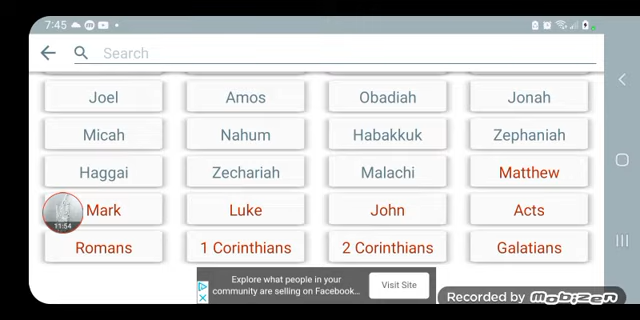 7:45
Search
Joel Amos Obadiah Jonah
Micah Nahum Habakkuk Zephaniah
Haggai Zechariah Malachi Matthew
Mark Luke John Acts
11:54
Romans 1 Corinthians 2 Corinthians Galatians
Explore what people in your
community are selling on Facebook...
Visit Site
Recorded by Mobizen